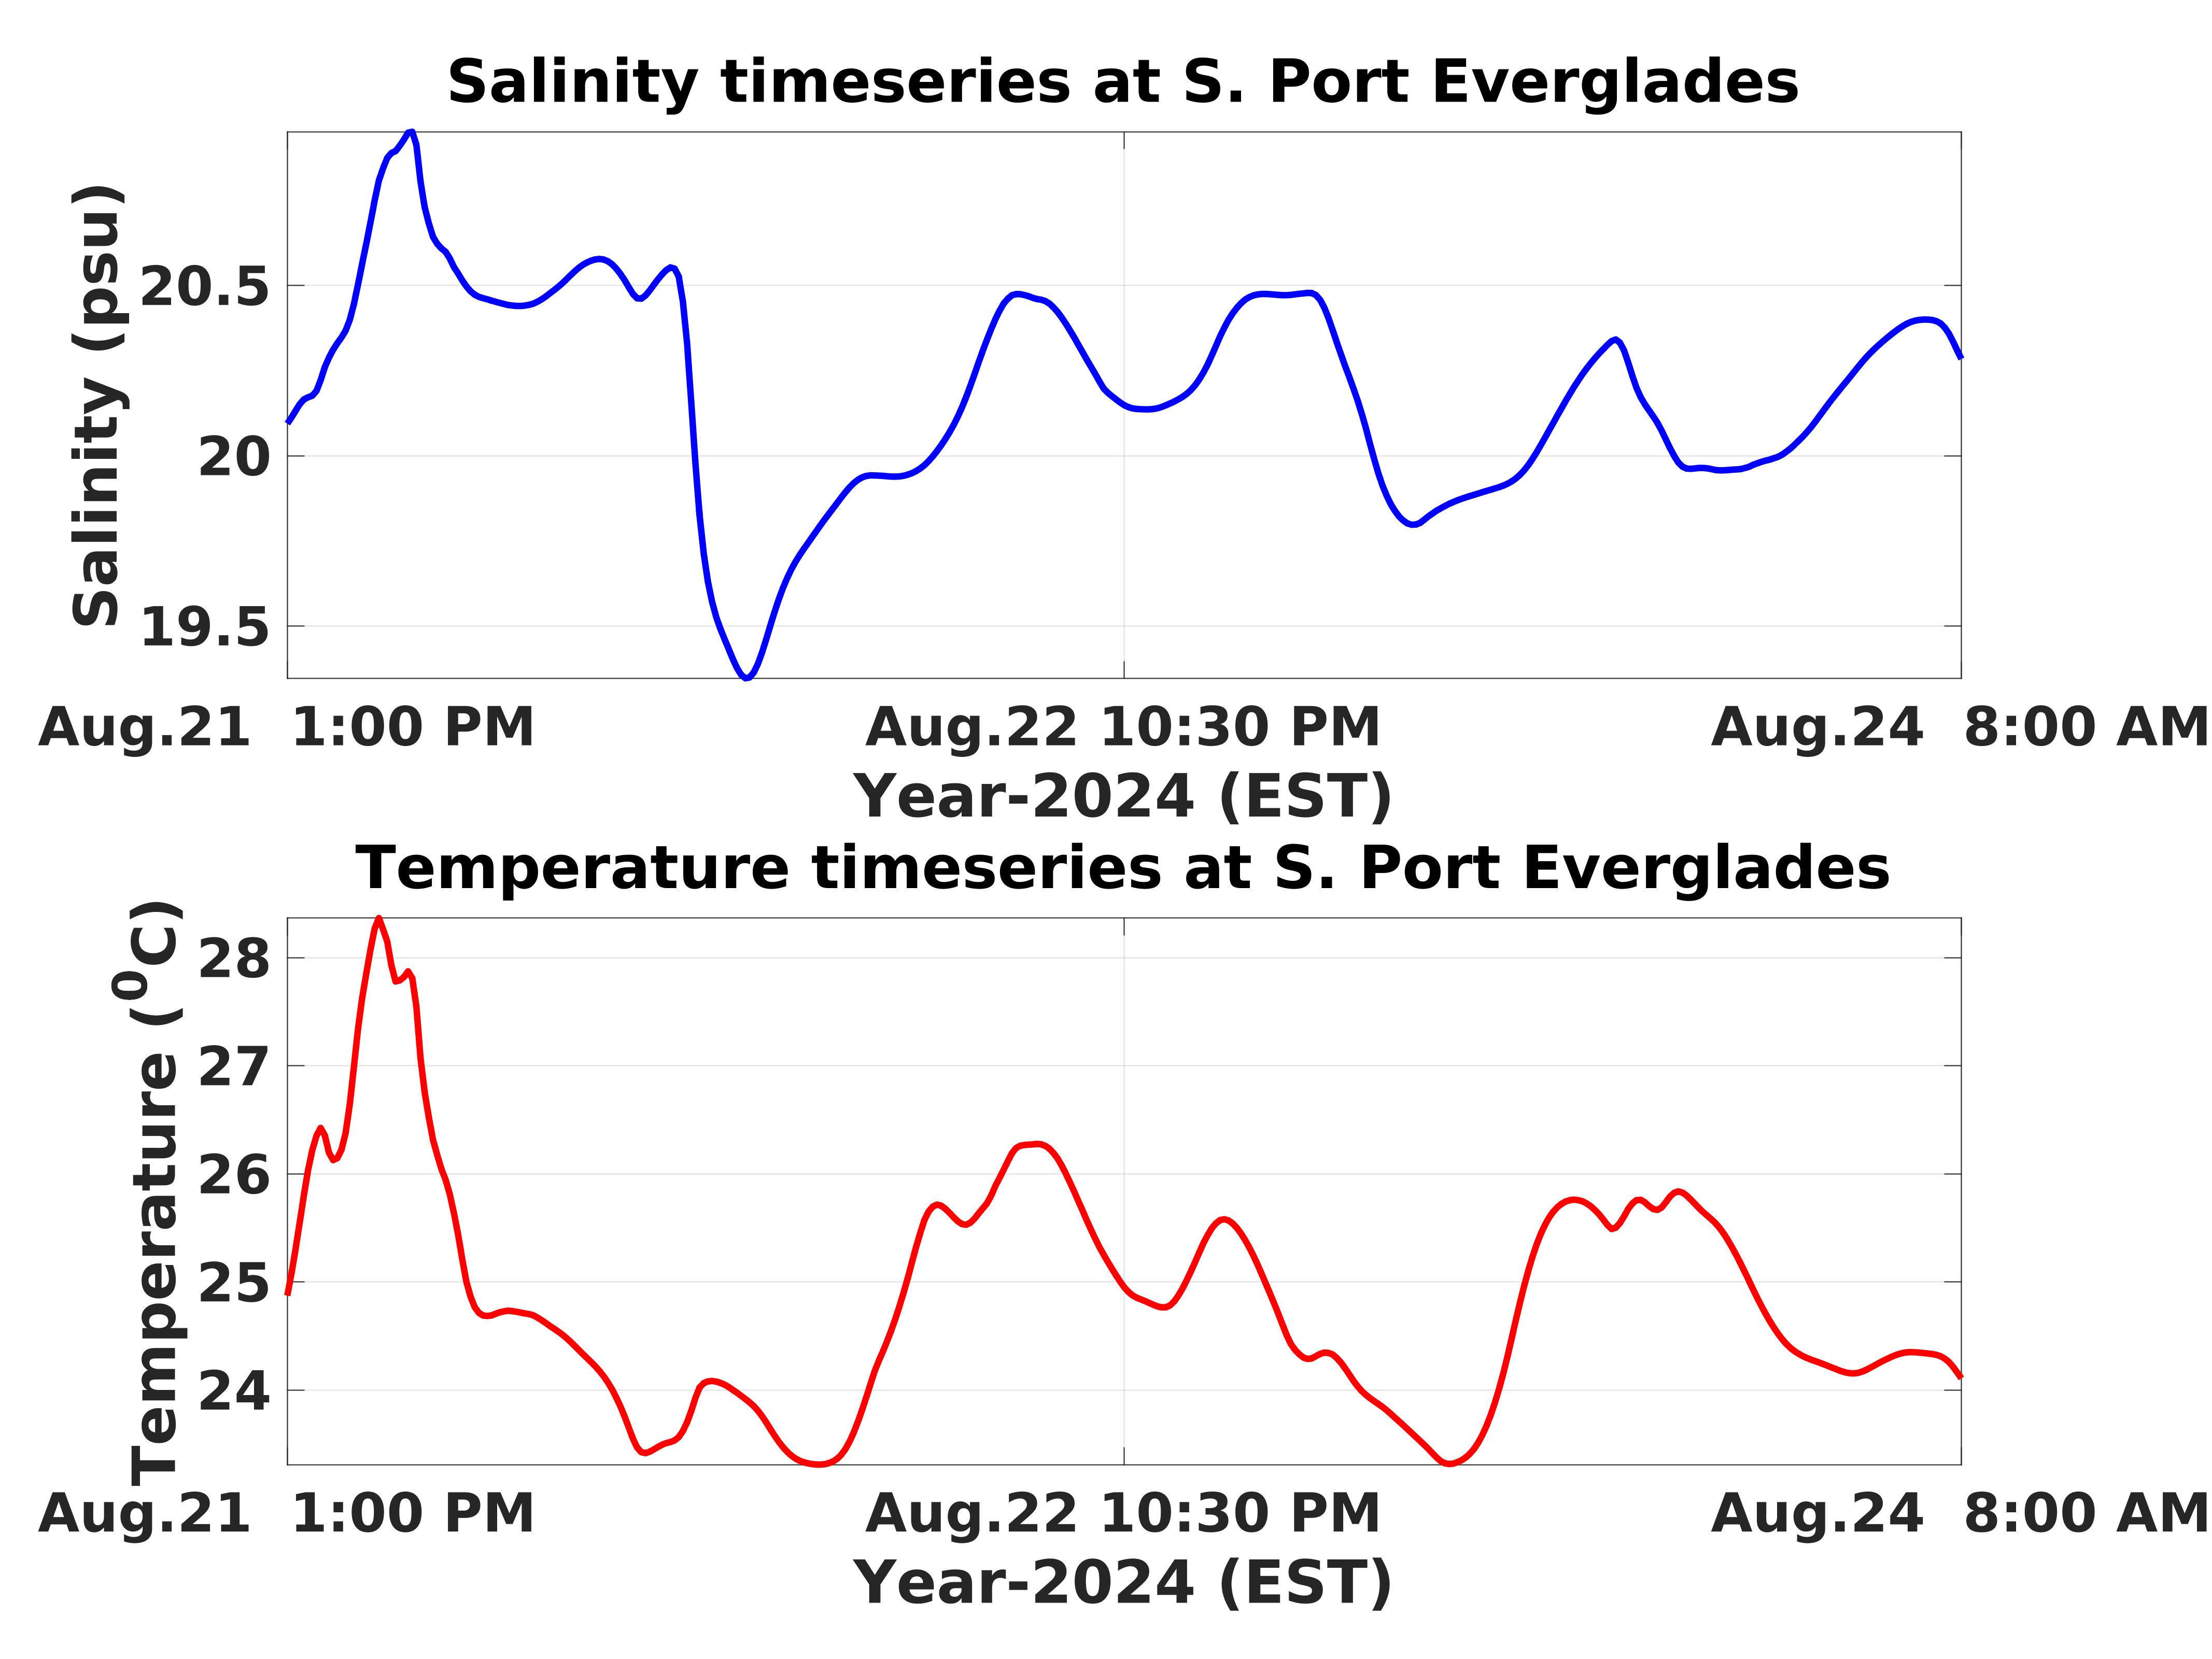 Salinity timeseries at S. Port Everglades
Salinity (psu)
20.5
20
19.5
Aug.21  1:00 PM
Aug.22 10:30 PM
Aug.24  8:00 AM
Year-2024 (EST)
Temperature timeseries at S. Port Everglades
Temperature (⁰C)
28
27
26
25
24
Aug.21  1:00 PM
Aug.22 10:30 PM
Aug.24  8:00 AM
Year-2024 (EST)